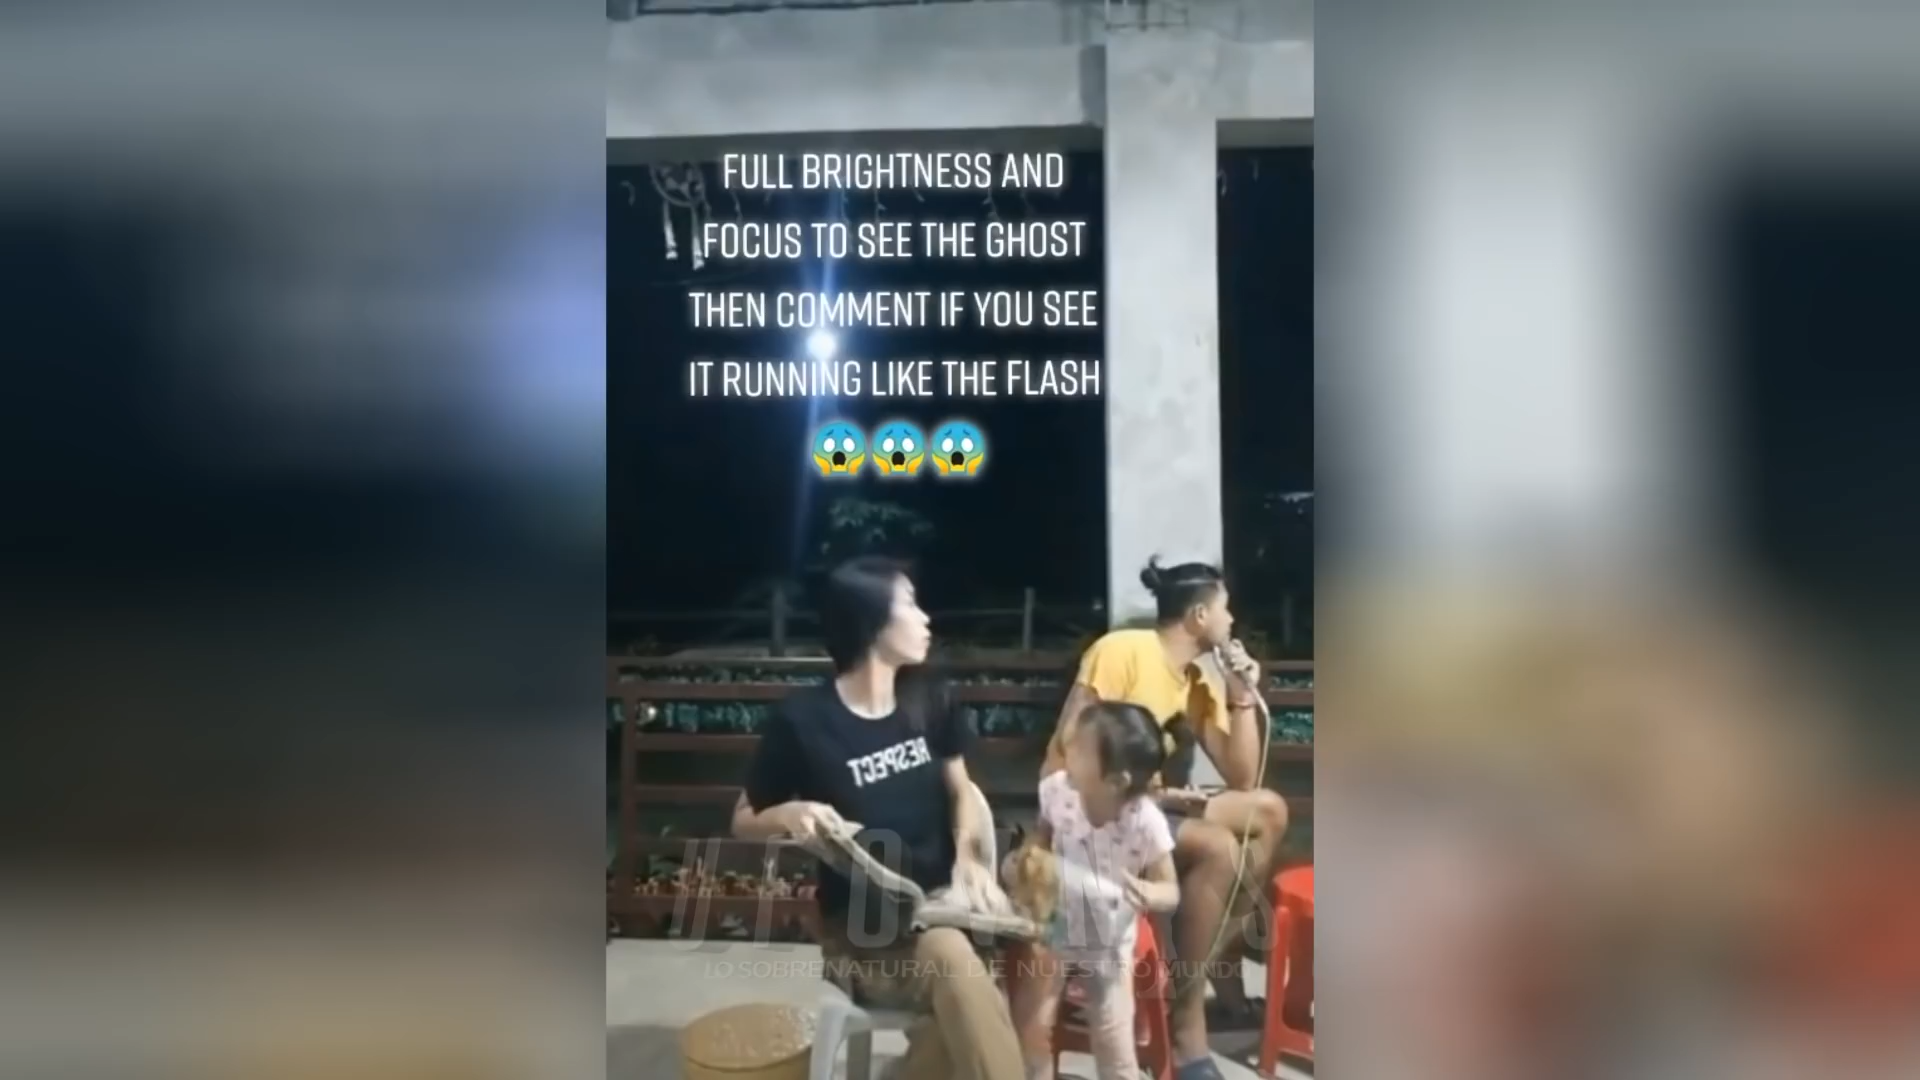 FULL BRIGHTNESS AND
FOCUS TO SEE THE GHOST
THEN COMMENT IF YOU SEE
IT RUNNING LIKE THE FLASH
😱😱😱
RESPECT
LO SOBRENATURAL DE NUESTRO MUNDO